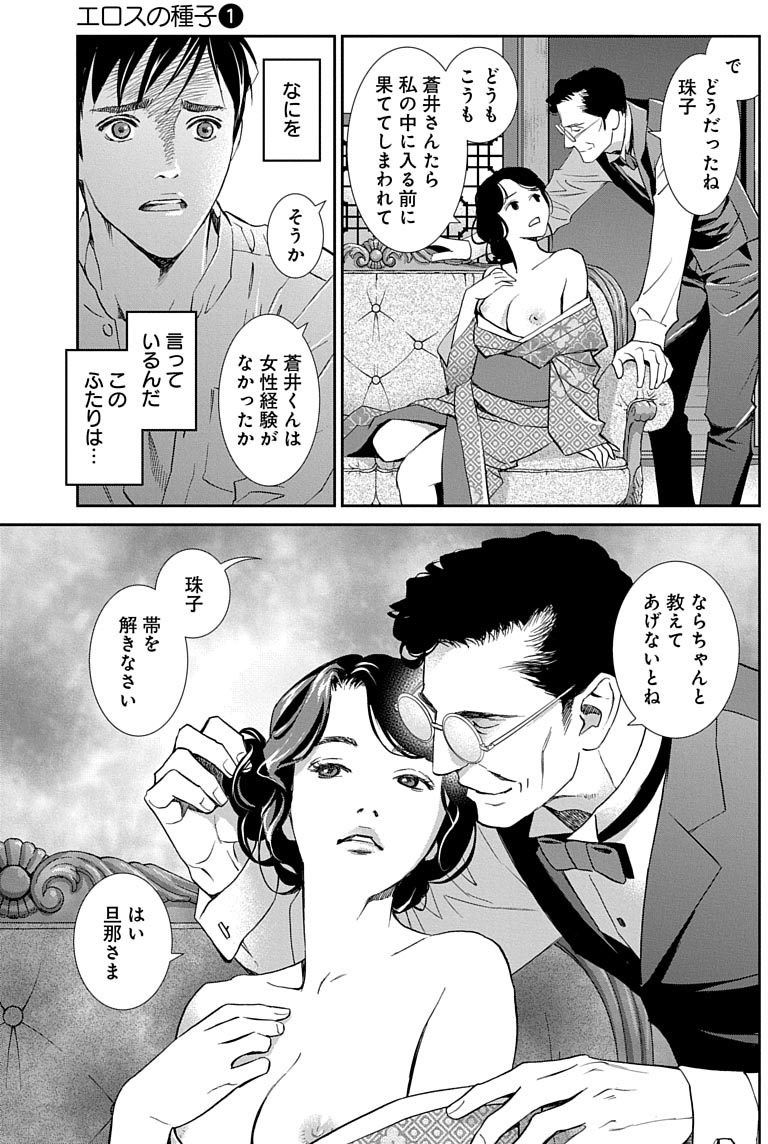 エロスの種子❶
で
どうだったね
珠子
どうも
こうも
蒼井さんたら
私の中に入る前に
果ててしまわれて
なにを
そうか
蒼井くんは
女性経験が
なかったか
言って
いるんだ
この
ふたりは…
ならちゃんと
教えて
あげないとね
珠子
帯を
解きなさい
はい
旦那さま